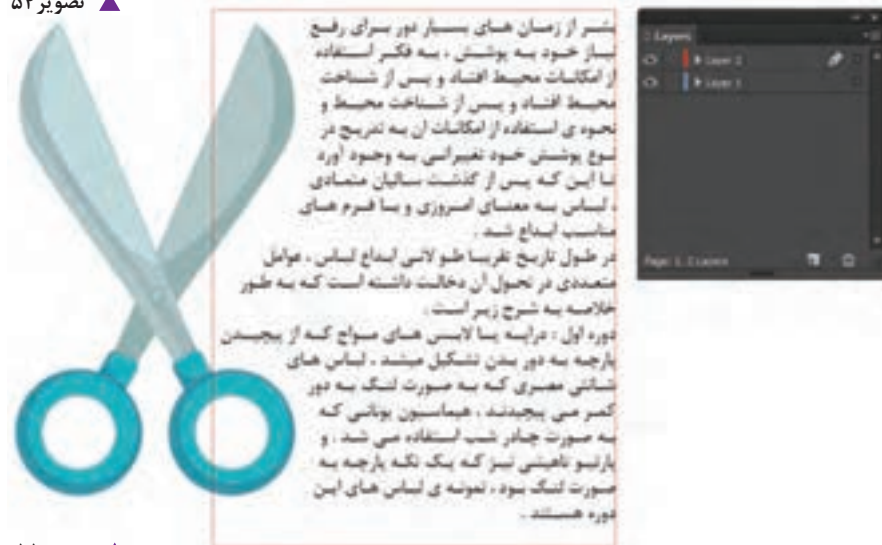 تصویر ۵۲
بشر از زمان های بسیار دور برای رفع
نیاز خود به پوشش ، به فکر استفاده
از امکانات محیط افتاد و پس از شناخت
محیط افتاد و پس از شناخت محیط و
نحوه ی استفاده از امکانات آن به تدریج در
نوع پوشش خود تغییراتی به وجود آورد
تا این که پس از گذشت سالیان متمادی
، لباس به معنای امروزی و با فرم های
مناسب ابداع شد .
در طول تاریخ تقریبا طو لانی ابداع لباس ، عوامل
متعددی در تحول آن دخالت داشته است که به طور
خلاصه به شرح زیر است .
دوره اول : درایه یا لایس های مواج که از پیچیدن
پارچه به دور بدن تشکیل میشد ، لباس های
شانتی مصری که به صورت لنگ به دور
کمر می پیچیدند ، هیماسیون یونانی که
به صورت چادر شب استفاده می شد ، و
پارئیو تاهیتی نیز که یک تکه پارچه به
صورت لنگ بود ، نمونه ی لباس های این
دوره هستند .
Layers
Layer 2
Layer 1
Page: 1, 2 Layers